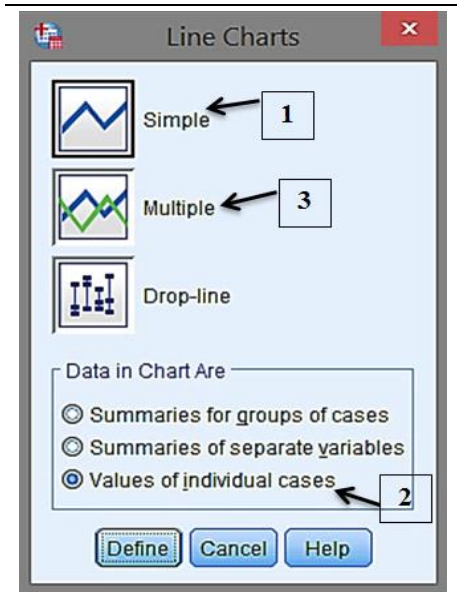 Line Charts
Simple
1
Multiple
3
Drop-line
Data in Chart Are
Summaries for groups of cases
Summaries of separate variables
Values of individual cases
2
Define Cancel Help